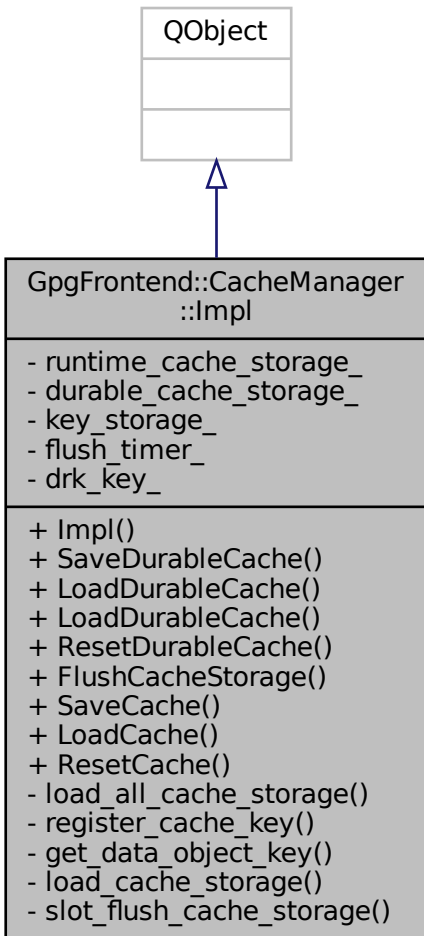 QObject
GpgFrontend::CacheManager
::Impl
- runtime_cache_storage_
- durable_cache_storage_
- key_storage_
- flush_timer_
- drk_key_
+ Impl()
+ SaveDurableCache()
+ LoadDurableCache()
+ LoadDurableCache()
+ ResetDurableCache()
+ FlushCacheStorage()
+ SaveCache()
+ LoadCache()
+ ResetCache()
- load_all_cache_storage()
- register_cache_key()
- get_data_object_key()
- load_cache_storage()
- slot_flush_cache_storage()